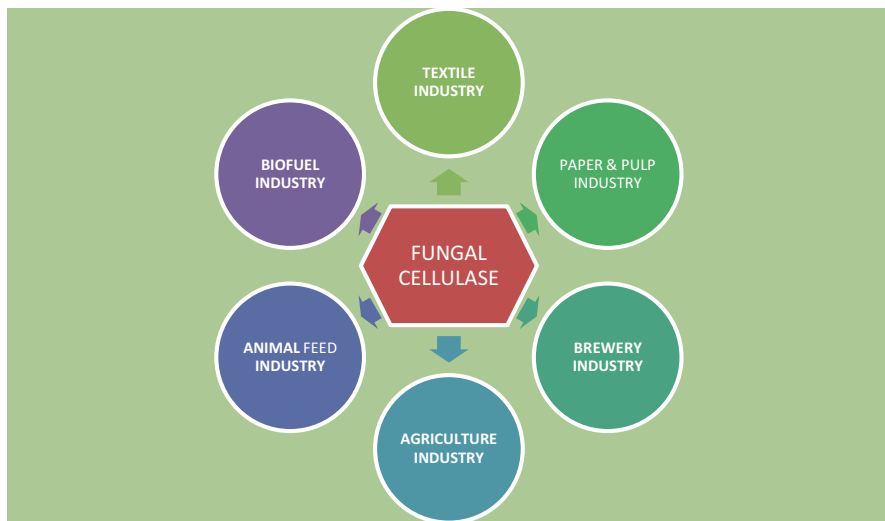 TEXTILE
INDUSTRY
BIOFUEL
INDUSTRY
PAPER & PULP
INDUSTRY
FUNGAL
CELLULASE
ANIMAL FEED
INDUSTRY
BREWERY
INDUSTRY
AGRICULTURE
INDUSTRY